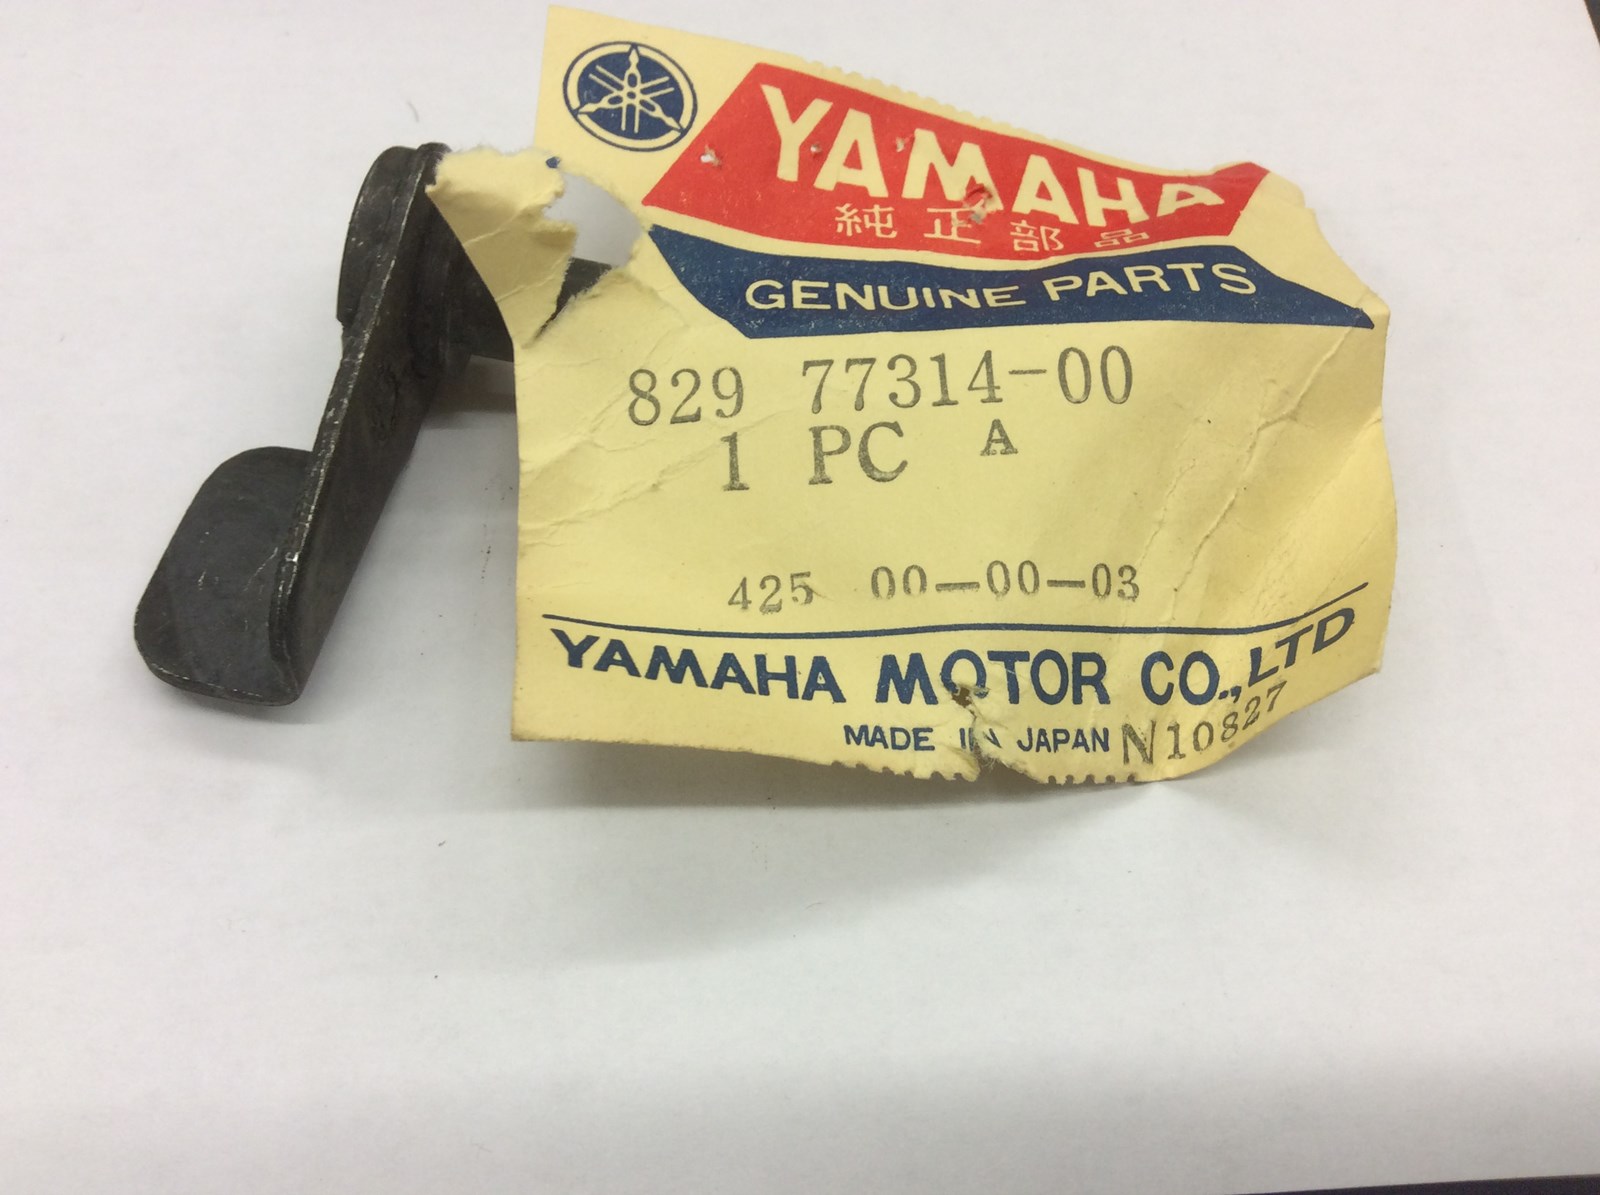 YAMAHA
純正部品
GENUINE PARTS
829 77314-00
1 PC A
425 00-00-03
YAMAHA MOTOR CO., LTD
MADE IN JAPAN N10827